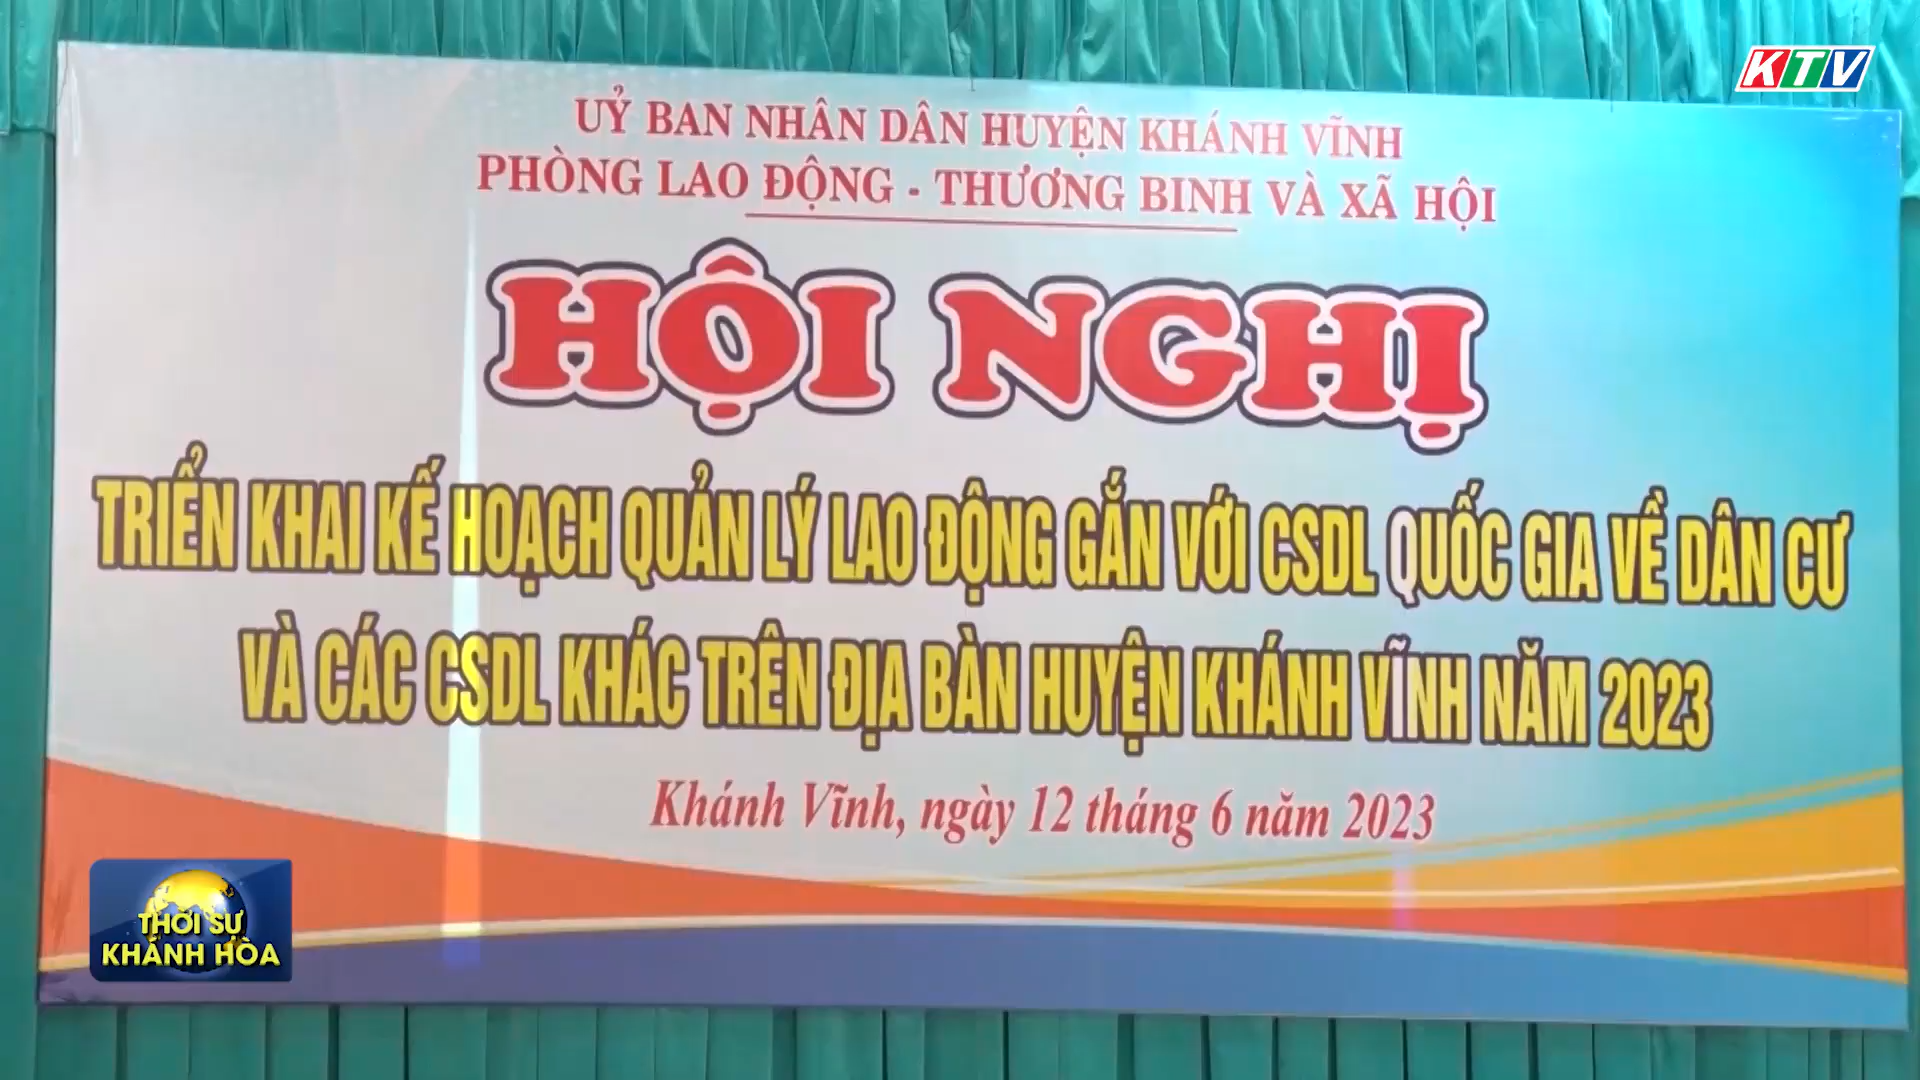 KTV
UỶ BAN NHÂN DÂN HUYỆN KHÁNH VĨNH
PHÒNG LAO ĐỘNG - THƯƠNG BINH VÀ XÃ HỘI
HỘI NGHỊ
TRIỂN KHAI KẾ HOẠCH QUẢN LÝ LAO ĐỘNG GẮN VỚI CSDL QUỐC GIA VỀ DÂN CƯ
VÀ CÁC CSDL KHÁC TRÊN ĐỊA BÀN HUYỆN KHÁNH VĨNH NĂM 2023
Khánh Vĩnh, ngày 12 tháng 6 năm 2023
THỜI SỰ
KHÁNH HÒA